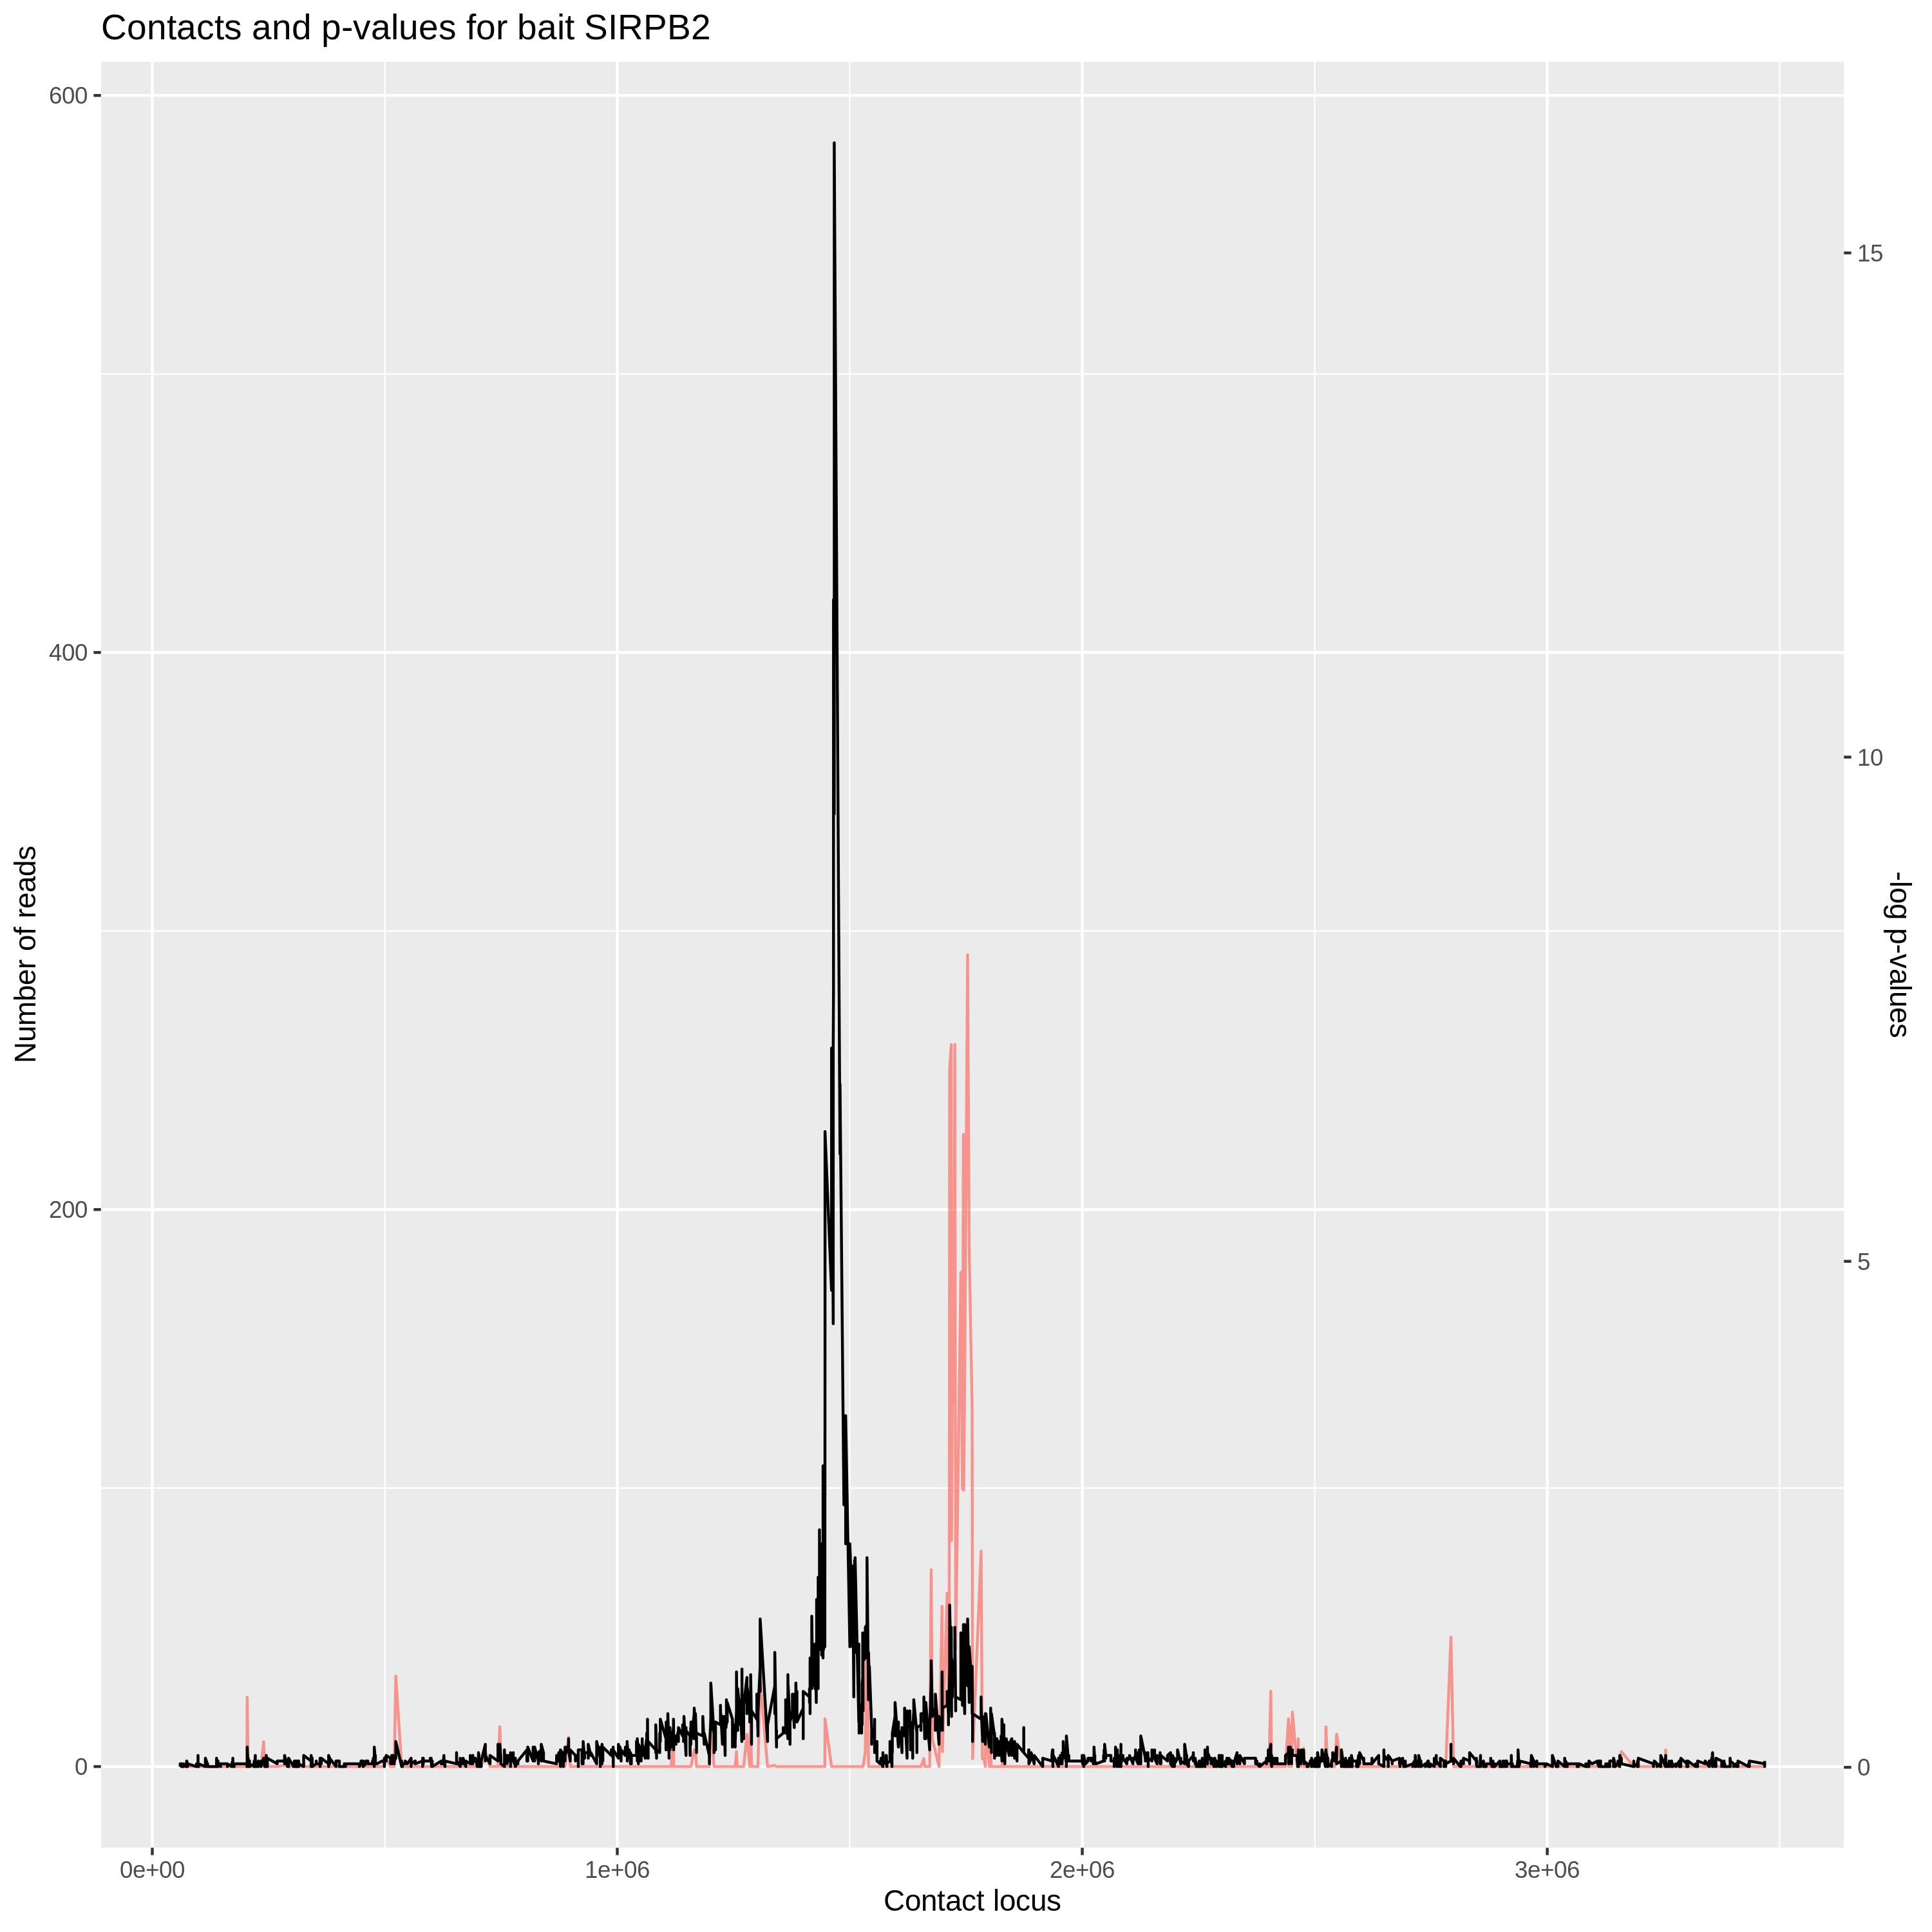 Contacts and p-values for bait SIRPB2
600
400
200
0
Number of reads
15
10
5
0
-log p-values
0e+00
1e+06
2e+06
3e+06
Contact locus